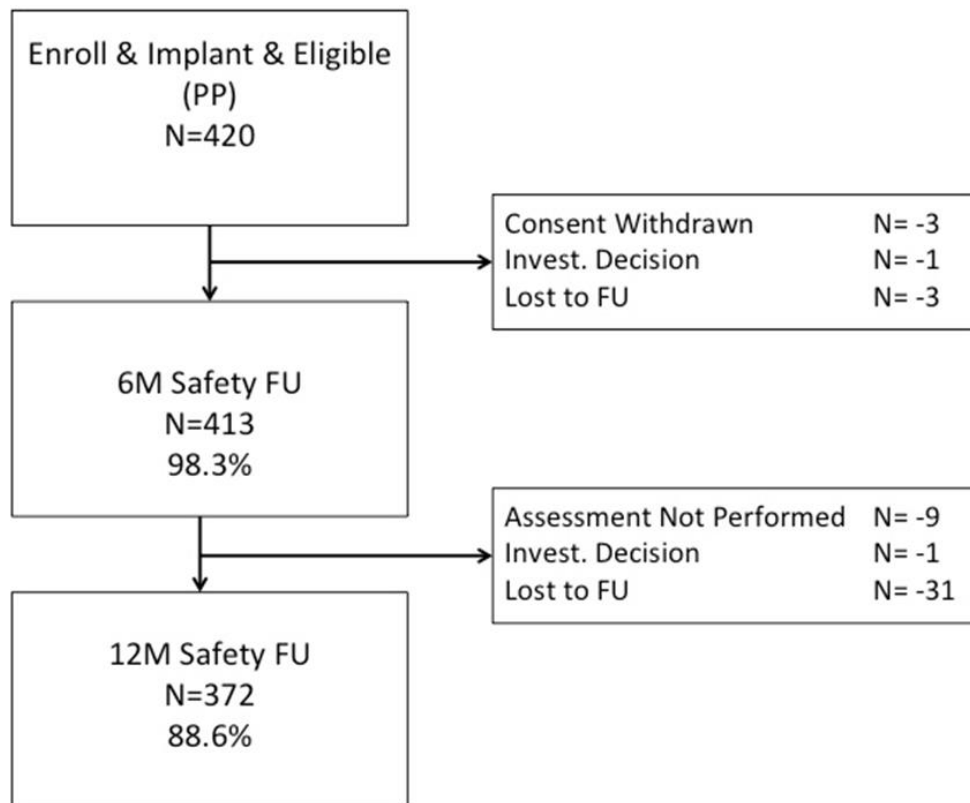 Enroll & Implant & Eligible
(PP)
N=420
Consent Withdrawn N= -3
Invest. Decision N= -1
Lost to FU N= -3
6M Safety FU
N=413
98.3%
Assessment Not Performed N= -9
Invest. Decision N= -1
Lost to FU N= -31
12M Safety FU
N=372
88.6%